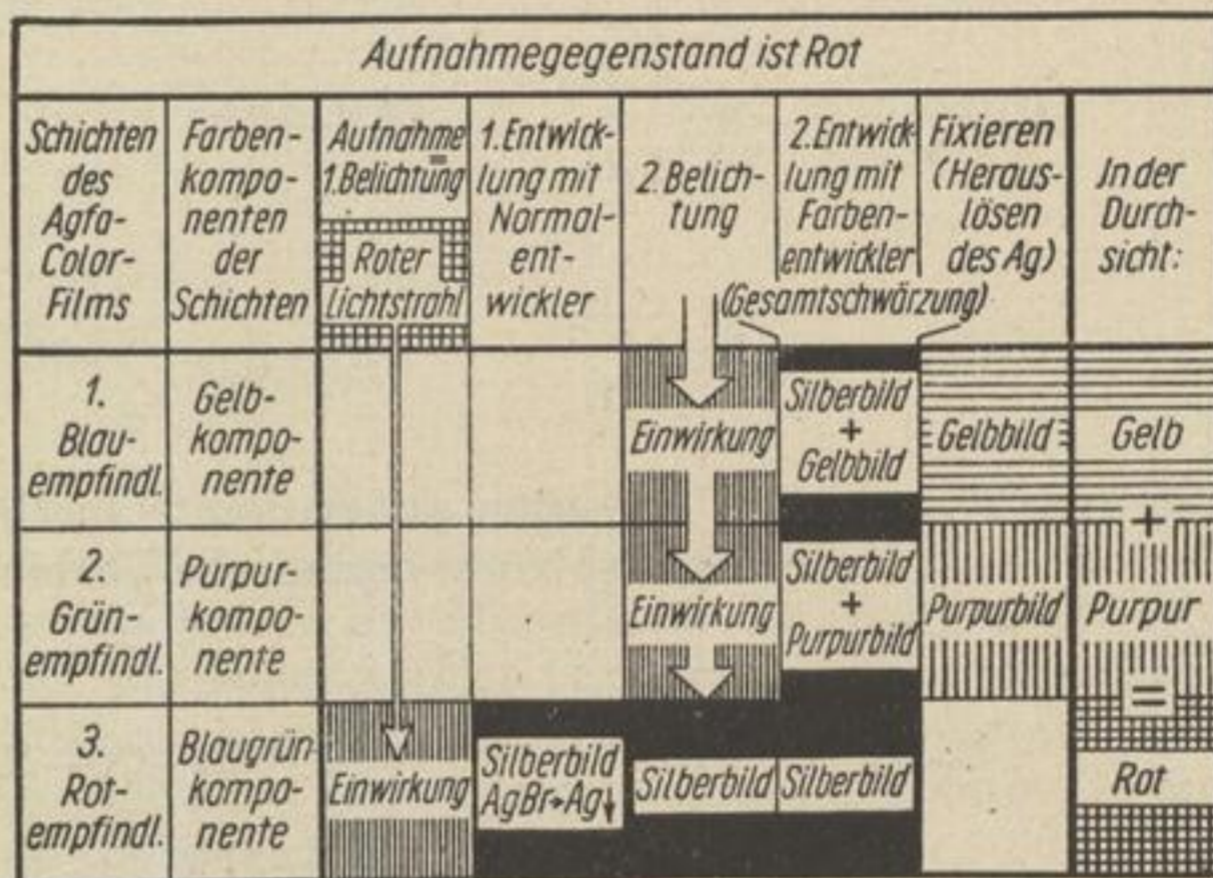 Aufnahmegegenstand ist Rot
Schichten
des
Agfa-
Color-
Films
Farben-
kompo-
nenten
der
Schichten
Aufnahme
1.Belichtung
Roter
Lichtstrahl
1.Entwick-
lung mit
Normal-
ent-
wickler
2.Belich-
tung
2.Entwick-
lung mit
Farben-
entwickler
(Gesamtschwärzung)
Fixieren
(Heraus-
lösen
des Ag)
In der
Durch-
sicht:
1.
Blau-
empfindl.
Gelb-
kompo-
nente
Einwirkung
Silberbild
+
Gelbbild
Gelbbild
Gelb
+
2.
Grün-
empfindl.
Purpur-
kompo-
nente
Einwirkung
Silberbild
+
Purpurbild
Purpurbild
Purpur
=
3.
Rot-
empfindl.
Blaugrün-
kompo-
nente
Einwirkung
Silberbild
AgBr→Ag↓
Silberbild
Silberbild
Rot